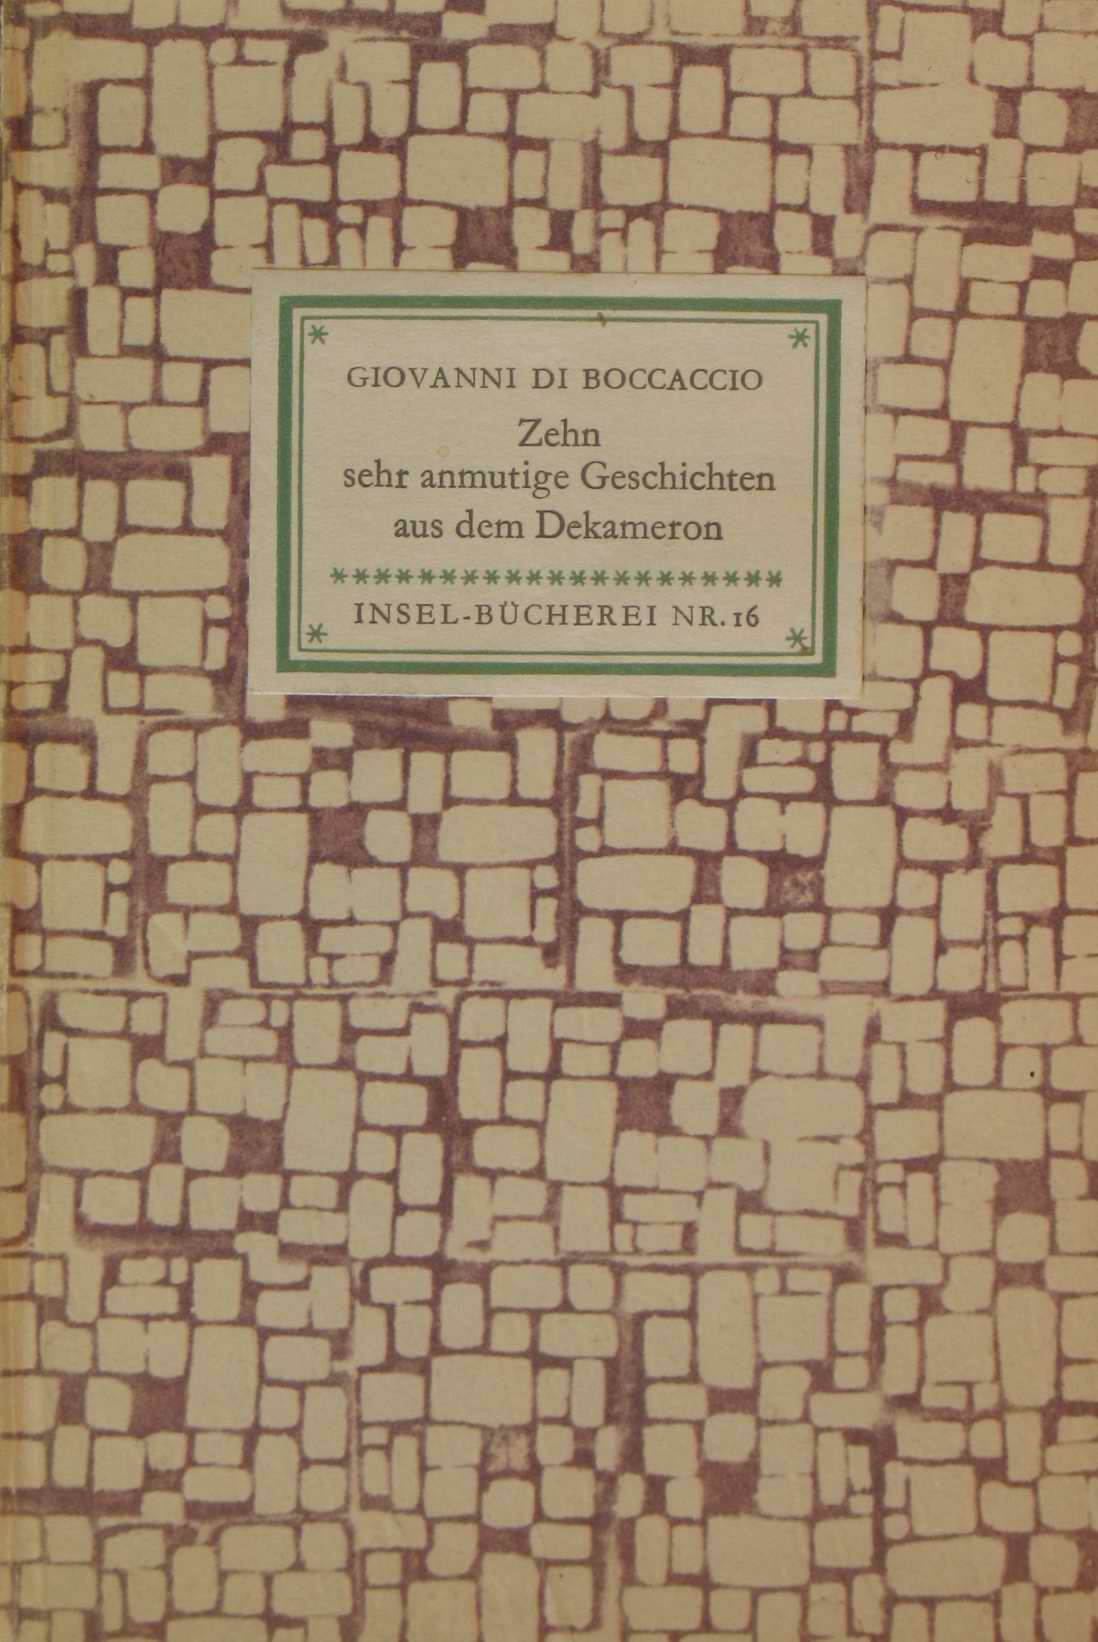 GIOVANNI DI BOCCACCIO
Zehn
sehr anmutige Geschichten
aus dem Dekameron
INSEL-BÜCHEREI NR. 16